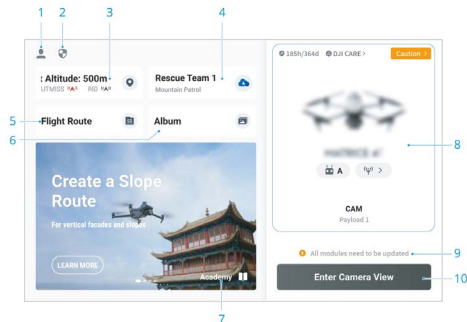 1 2 3 4
185h/364d DJI CARE > Caution >
: Altitude: 500m
UTMISS RID
Rescue Team 1
Mountain Patrol
5 Flight Route
6 Album
8
A
Create a Slope
Route
For vertical facades and slopes
LEARN MORE
Academy
CAM
Payload 1
All modules need to be updated 9
Enter Camera View 10
7